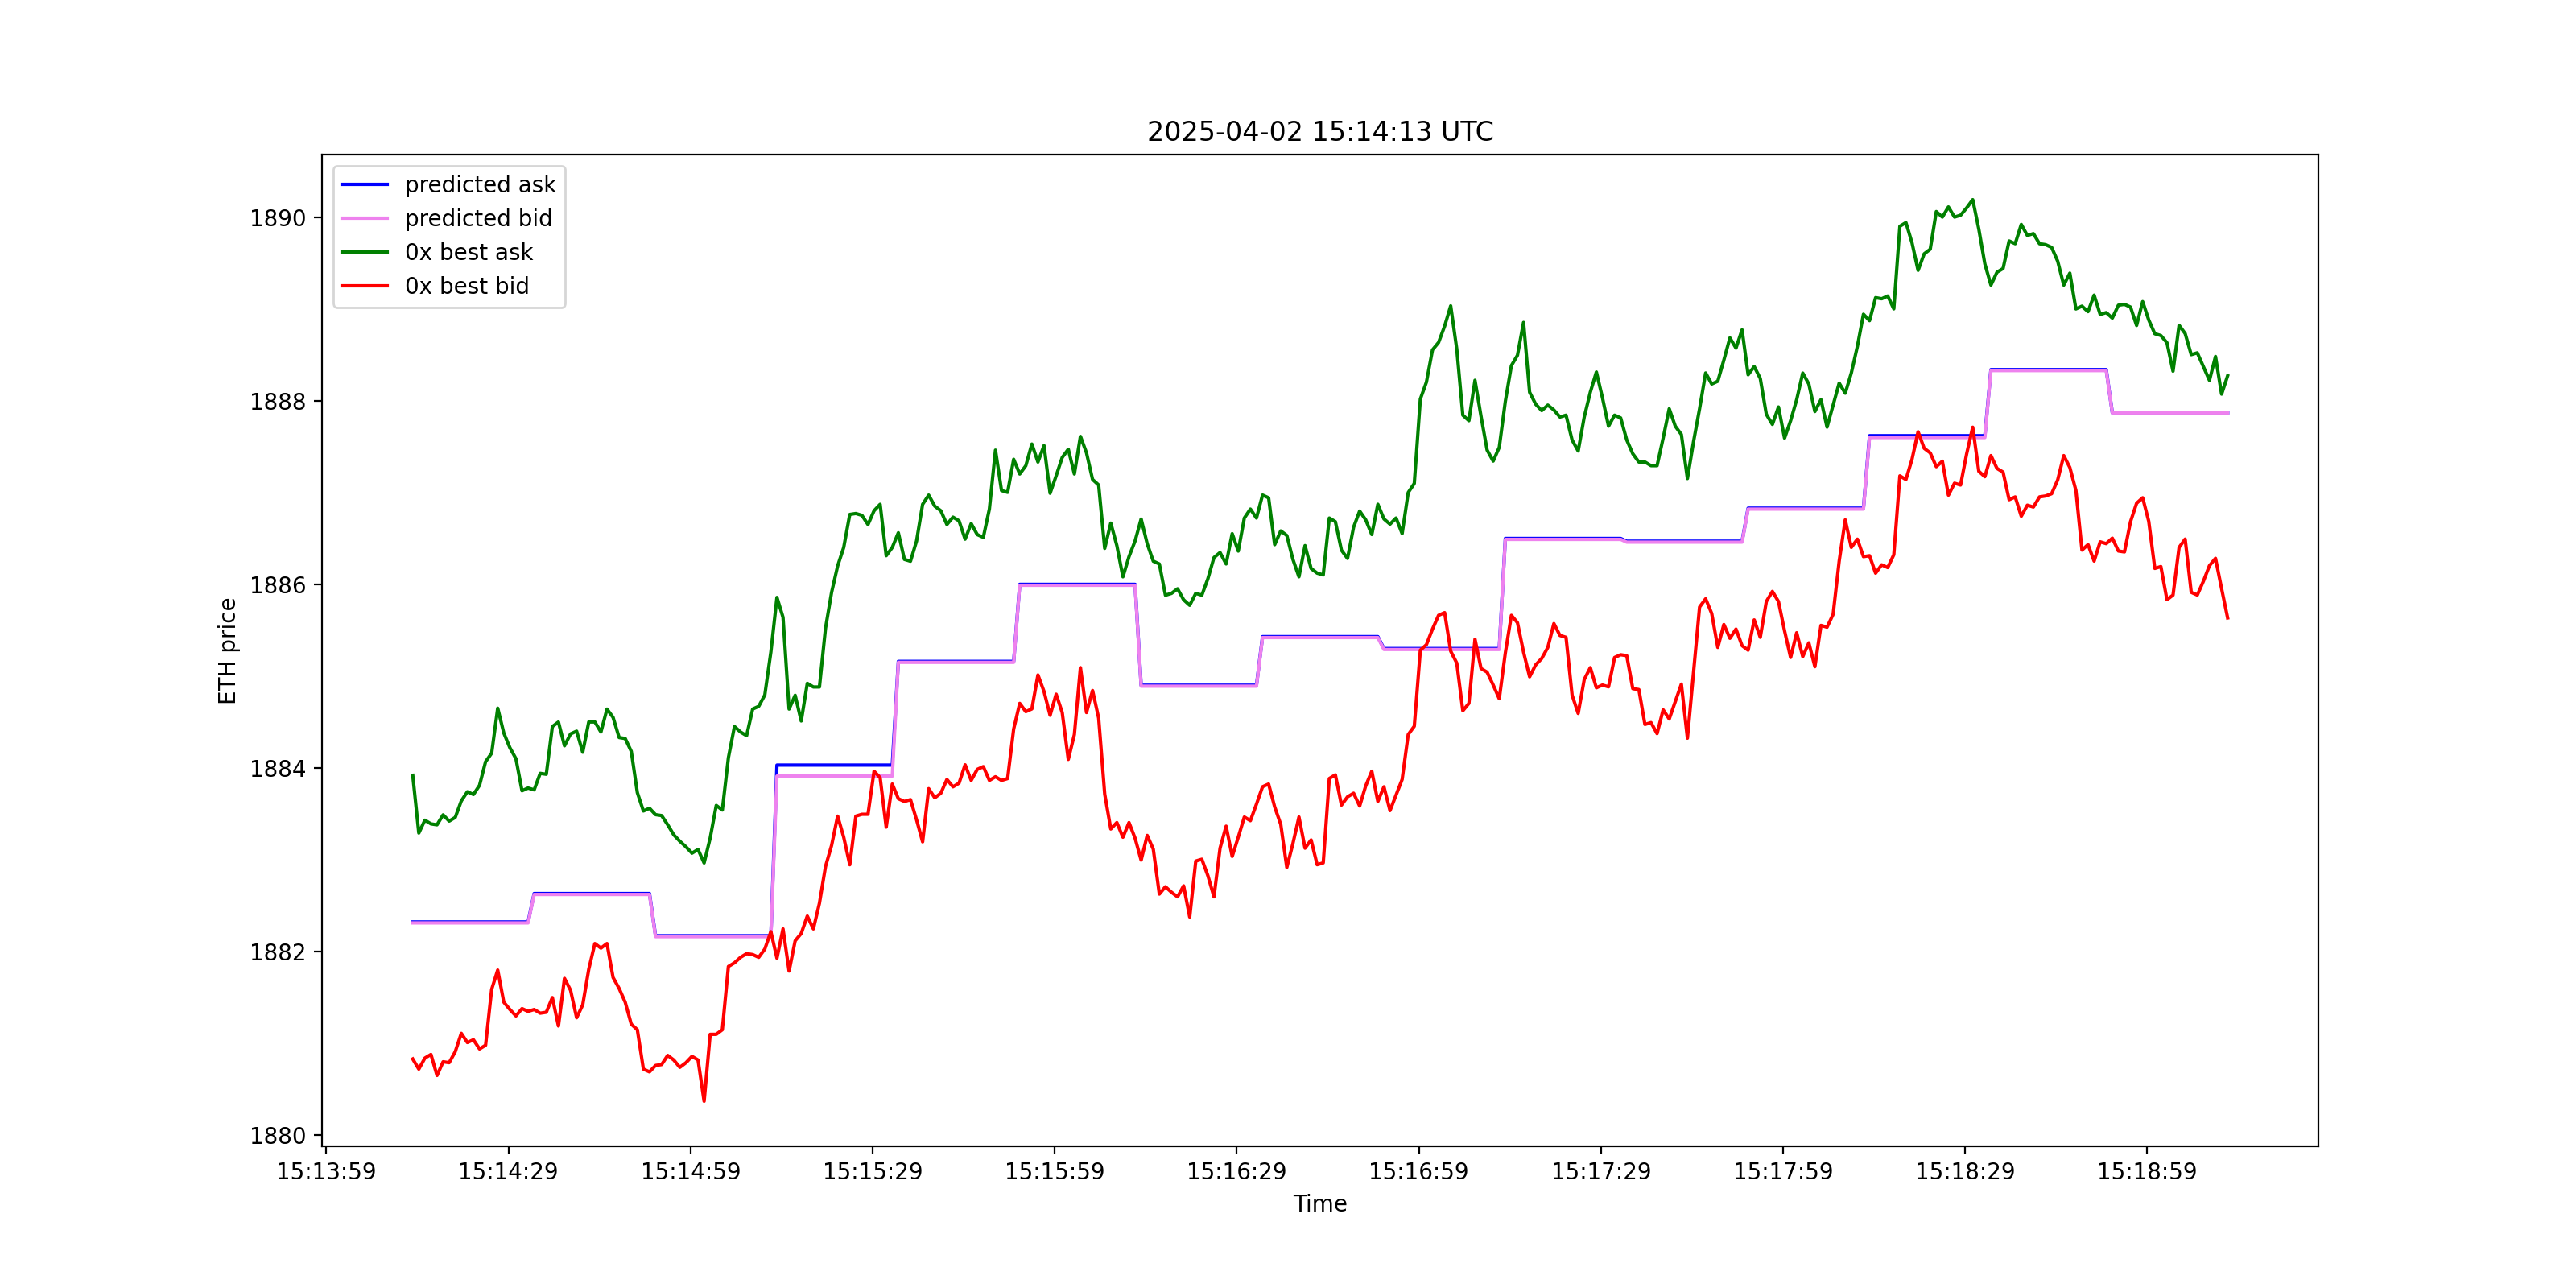 2025-04-02 15:14:13 UTC
predicted ask
predicted bid
0x best ask
0x best bid
1890
1888
1886
1884
1882
1880
ETH price
15:13:59 15:14:29 15:14:59 15:15:29 15:15:59 15:16:29 15:16:59 15:17:29 15:17:59 15:18:29 15:18:59
Time